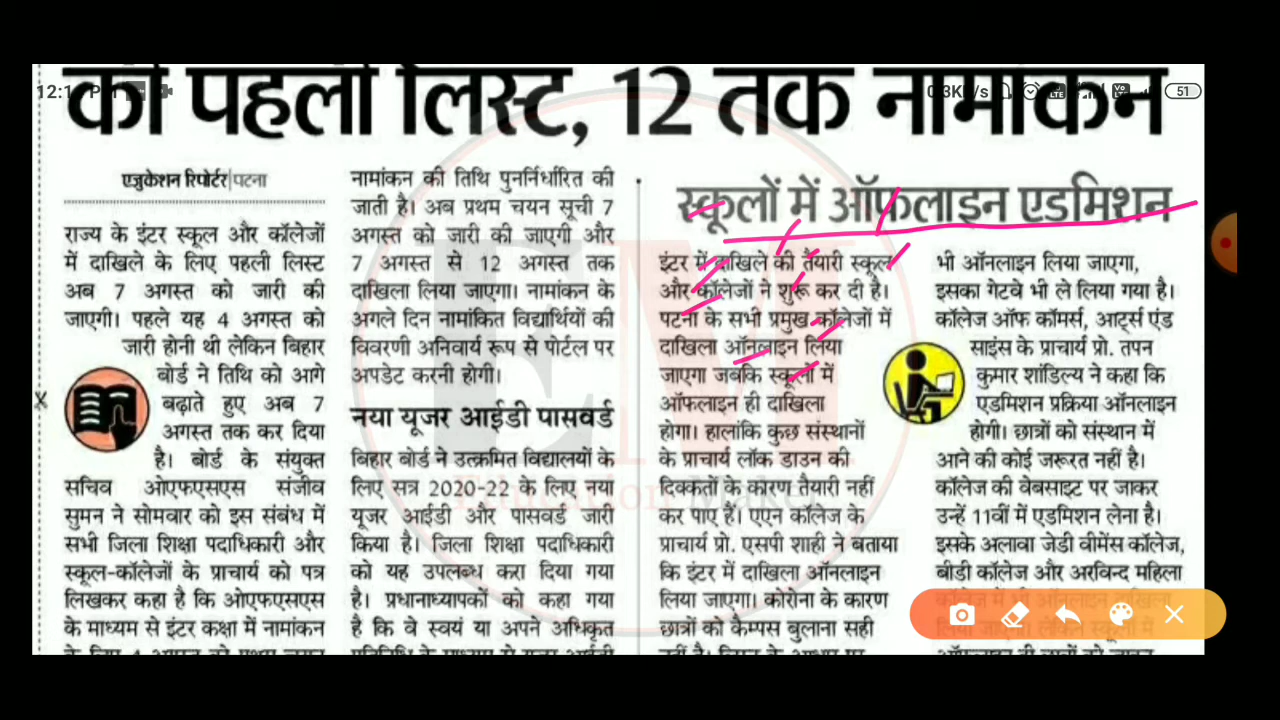 की पहली लिस्ट, 12 तक नामांकन
0.3K/s
51
एजुकेशन रिपोर्टर|पटना
राज्य के इंटर स्कूल और कॉलेजों
में दाखिले के लिए पहली लिस्ट
अब 7 अगस्त को जारी की
जाएगी। पहले यह 4 अगस्त को
जारी होनी थी लेकिन बिहार
बोर्ड ने तिथि को आगे
बढ़ाते हुए अब 7
अगस्त तक कर दिया
है। बोर्ड के संयुक्त
सचिव ओएफएसएस संजीव
सुमन ने सोमवार को इस संबंध में
सभी जिला शिक्षा पदाधिकारी और
स्कूल-कॉलेजों के प्राचार्य को पत्र
लिखकर कहा है कि ओएफएसएस
के माध्यम से इंटर कक्षा में नामांकन
नामांकन की तिथि पुनर्निर्धारित की
जाती है। अब प्रथम चयन सूची 7
अगस्त को जारी की जाएगी और
7 अगस्त से 12 अगस्त तक
दाखिला लिया जाएगा। नामांकन के
अगले दिन नामांकित विद्यार्थियों की
विवरणी अनिवार्य रूप से पोर्टल पर
अपडेट करनी होगी।
नया यूजर आईडी पासवर्ड
बिहार बोर्ड ने उत्क्रमित विद्यालयों के
लिए सत्र 2020-22 के लिए नया
यूजर आईडी और पासवर्ड जारी
किया है। जिला शिक्षा पदाधिकारी
को यह उपलब्ध करा दिया गया
है। प्रधानाध्यापकों को कहा गया
है कि वे स्वयं या अपने अधिकृत
स्कूलों में ऑफलाइन एडमिशन
इंटर में दाखिले की तैयारी स्कूल
और कॉलेजों ने शुरू कर दी है।
पटना के सभी प्रमुख कॉलेजों में
दाखिला ऑनलाइन लिया
जाएगा जबकि स्कूलों में
ऑफलाइन ही दाखिला
होगा। हालांकि कुछ संस्थानों
के प्राचार्य लॉक डाउन की
दिक्कतों के कारण तैयारी नहीं
कर पाए हैं। एएन कॉलेज के
प्राचार्य प्रो. एसपी शाही ने बताया
कि इंटर में दाखिला ऑनलाइन
लिया जाएगा। कोरोना के कारण
छात्रों को कैम्पस बुलाना सही
भी ऑनलाइन लिया जाएगा,
इसका गेटवे भी ले लिया गया है।
कॉलेज ऑफ कॉमर्स, आर्ट्स एंड
साइंस के प्राचार्य प्रो. तपन
कुमार शांडिल्य ने कहा कि
एडमिशन प्रक्रिया ऑनलाइन
होगी। छात्रों को संस्थान में
आने की कोई जरूरत नहीं है।
कॉलेज की वेबसाइट पर जाकर
उन्हें 11वीं में एडमिशन लेना है।
इसके अलावा जेडी वीमेंस कॉलेज,
बीडी कॉलेज और अरविन्द महिला
EM
Education Maker